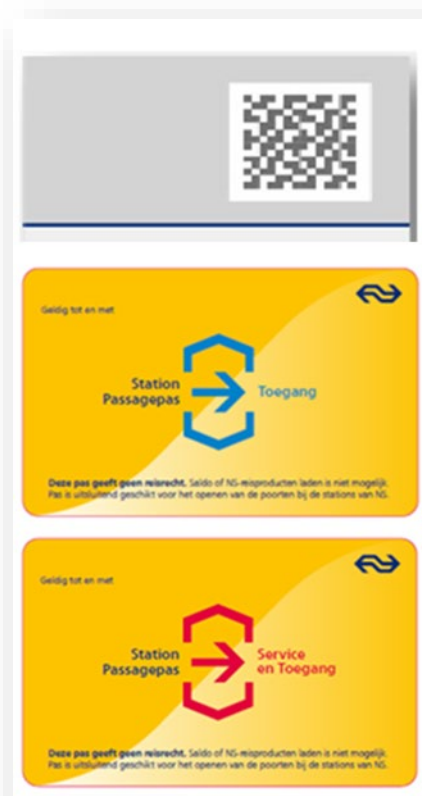 Geldig tot en met
Station
Passagepas
Toegang
Deze pas geeft geen reisrecht. Saldo of NS-reisproducten laden is niet mogelijk.
Pas is uitsluitend geschikt voor het openen van de poorten bij de stations van NS.
Geldig tot en met
Station
Passagepas
Service
en Toegang
Deze pas geeft geen reisrecht. Saldo of NS-reisproducten laden is niet mogelijk.
Pas is uitsluitend geschikt voor het openen van de poorten bij de stations van NS.